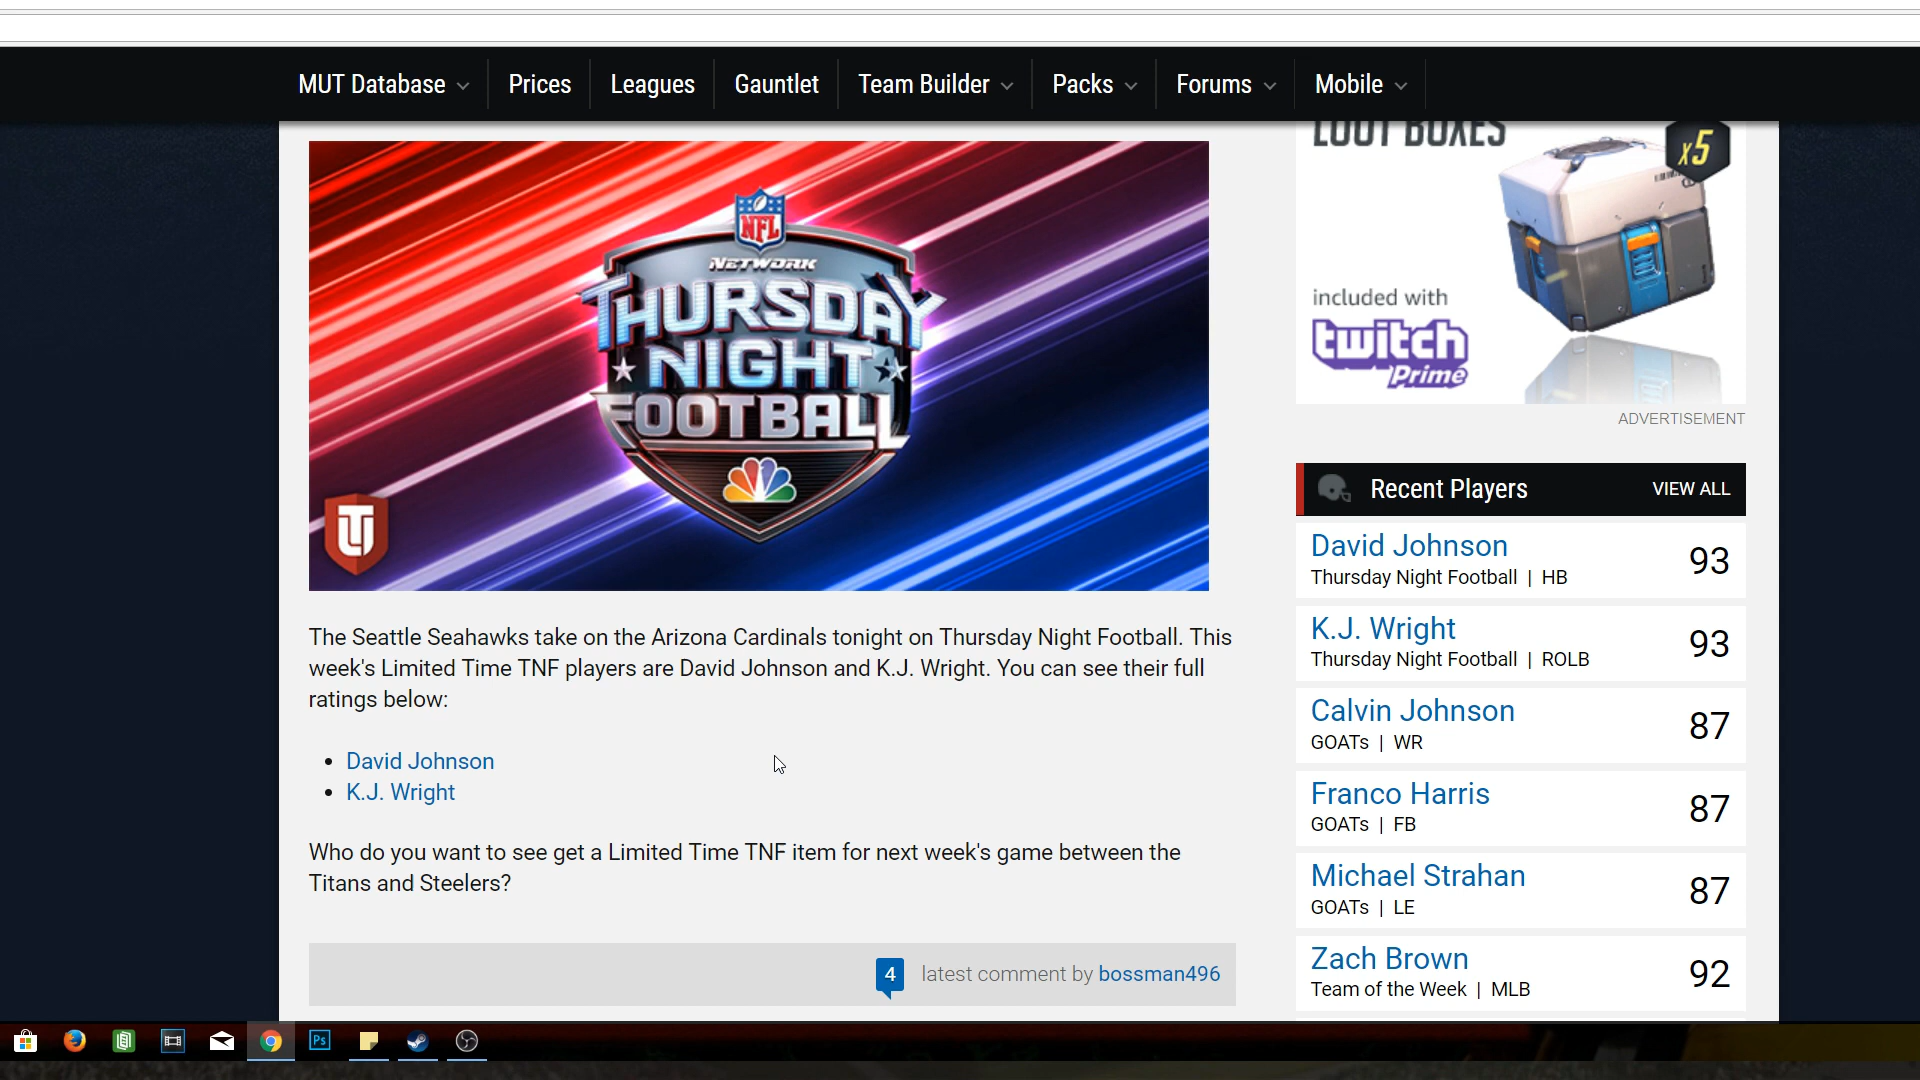 MUT Database
Prices
Leagues
Gauntlet
Team Builder
Packs
Forums
Mobile
NFL
NETWORK
THURSDAY
NIGHT
FOOTBALL
UT
LOOT BOXES
x5
included with
twitch
Prime
ADVERTISEMENT
The Seattle Seahawks take on the Arizona Cardinals tonight on Thursday Night Football. This
week's Limited Time TNF players are David Johnson and K.J. Wright. You can see their full
ratings below:
• David Johnson
• K.J. Wright
Who do you want to see get a Limited Time TNF item for next week's game between the
Titans and Steelers?
4 latest comment by bossman496
Recent Players VIEW ALL
David Johnson
Thursday Night Football | HB
93
K.J. Wright
Thursday Night Football | ROLB
93
Calvin Johnson
GOATs | WR
87
Franco Harris
GOATs | FB
87
Michael Strahan
GOATs | LE
87
Zach Brown
Team of the Week | MLB
92
Ps